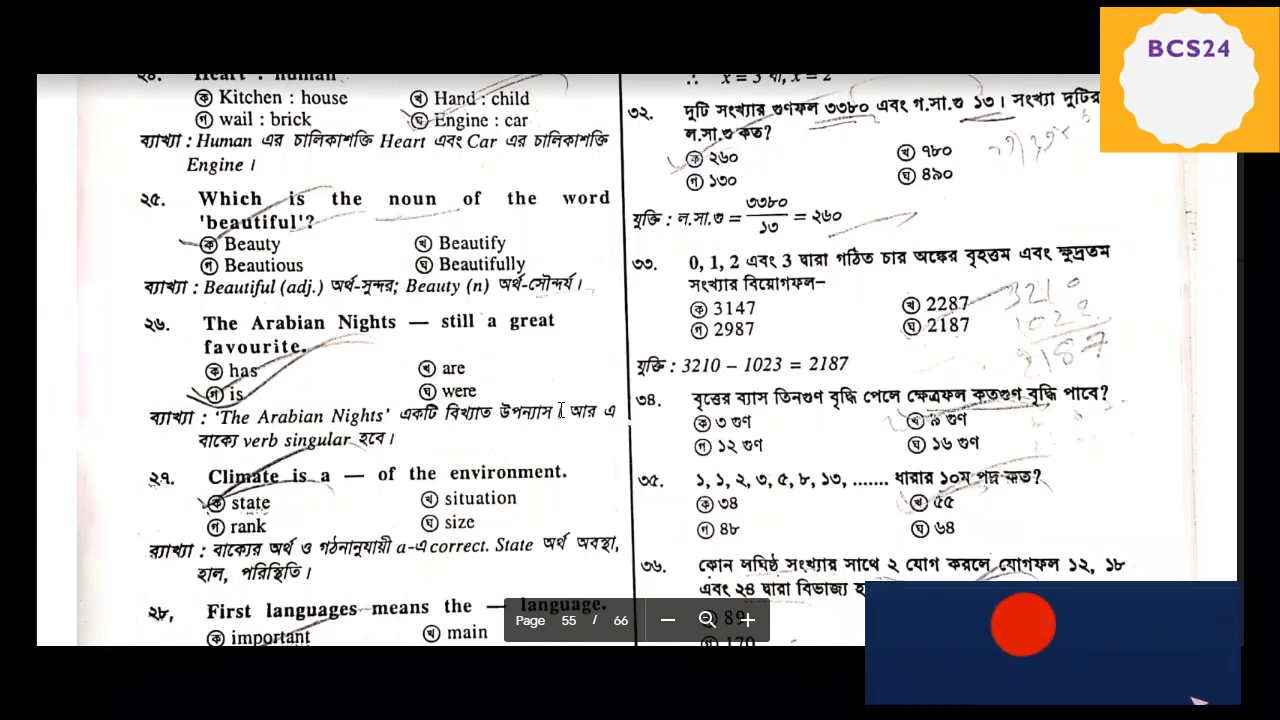 ২৪. Heart : human
ক Kitchen : house খ Hand : child
গ wail : brick ঘ Engine : car
ব্যাখ্যা : Human এর চালিকাশক্তি Heart এবং Car এর চালিকাশক্তি
Engine।
২৫. Which is the noun of the word
'beautiful'?
ক Beauty খ Beautify
গ Beautious ঘ Beautifully
ব্যাখ্যা : Beautiful (adj.) অর্থ-সুন্দর; Beauty (n) অর্থ-সৌন্দর্য।
২৬. The Arabian Nights — still a great
favourite.
ক has খ are
গ is ঘ were
ব্যাখ্যা : 'The Arabian Nights' একটি বিখ্যাত উপন্যাস। আর এ
বাক্যে verb singular হবে।
২৭. Climate is a — of the environment.
ক state খ situation
গ rank ঘ size
ব্যাখ্যা : বাক্যের অর্থ ও গঠনানুযায়ী a-এ correct. State অর্থ অবস্থা,
হাল, পরিস্থিতি।
২৮, First languages means the — language.
ক important খ main
∴ x = 3 বা, x = 2
৩২. দুটি সংখ্যার গুণফল ৩৩৮০ এবং গ.সা.গু ১৩। সংখ্যা দুটির
ল.সা.গু কত?
ক ২৬০ খ ৭৮০
গ ১৩০ ঘ ৪৯০
যুক্তি : ল.সা.গু = ৩৩৮০/১৩ = ২৬০
৩৩. 0, 1, 2 এবং 3 দ্বারা গঠিত চার অঙ্কের বৃহত্তম এবং ক্ষুদ্রতম
সংখ্যার বিয়োগফল–
ক 3147 খ 2287
গ 2987 ঘ 2187
3210
1023
2187
যুক্তি : 3210 – 1023 = 2187
৩৪. বৃত্তের ব্যাস তিনগুণ বৃদ্ধি পেলে ক্ষেত্রফল কতগুণ বৃদ্ধি পাবে?
ক ৩ গুণ খ ৯ গুণ
গ ১২ গুণ ঘ ১৬ গুণ
৩৫. ১, ১, ২, ৩, ৫, ৮, ১৩, ....... ধারার ১০ম পদ কত?
ক ৩৪ খ ৫৫
গ ৪৮ ঘ ৬৪
৩৬. কোন লঘিষ্ঠ সংখ্যার সাথে ২ যোগ করলে যোগফল ১২, ১৮
এবং ২৪ দ্বারা বিভাজ্য
ক 89
গ 170
Page 55 / 66
BCS24